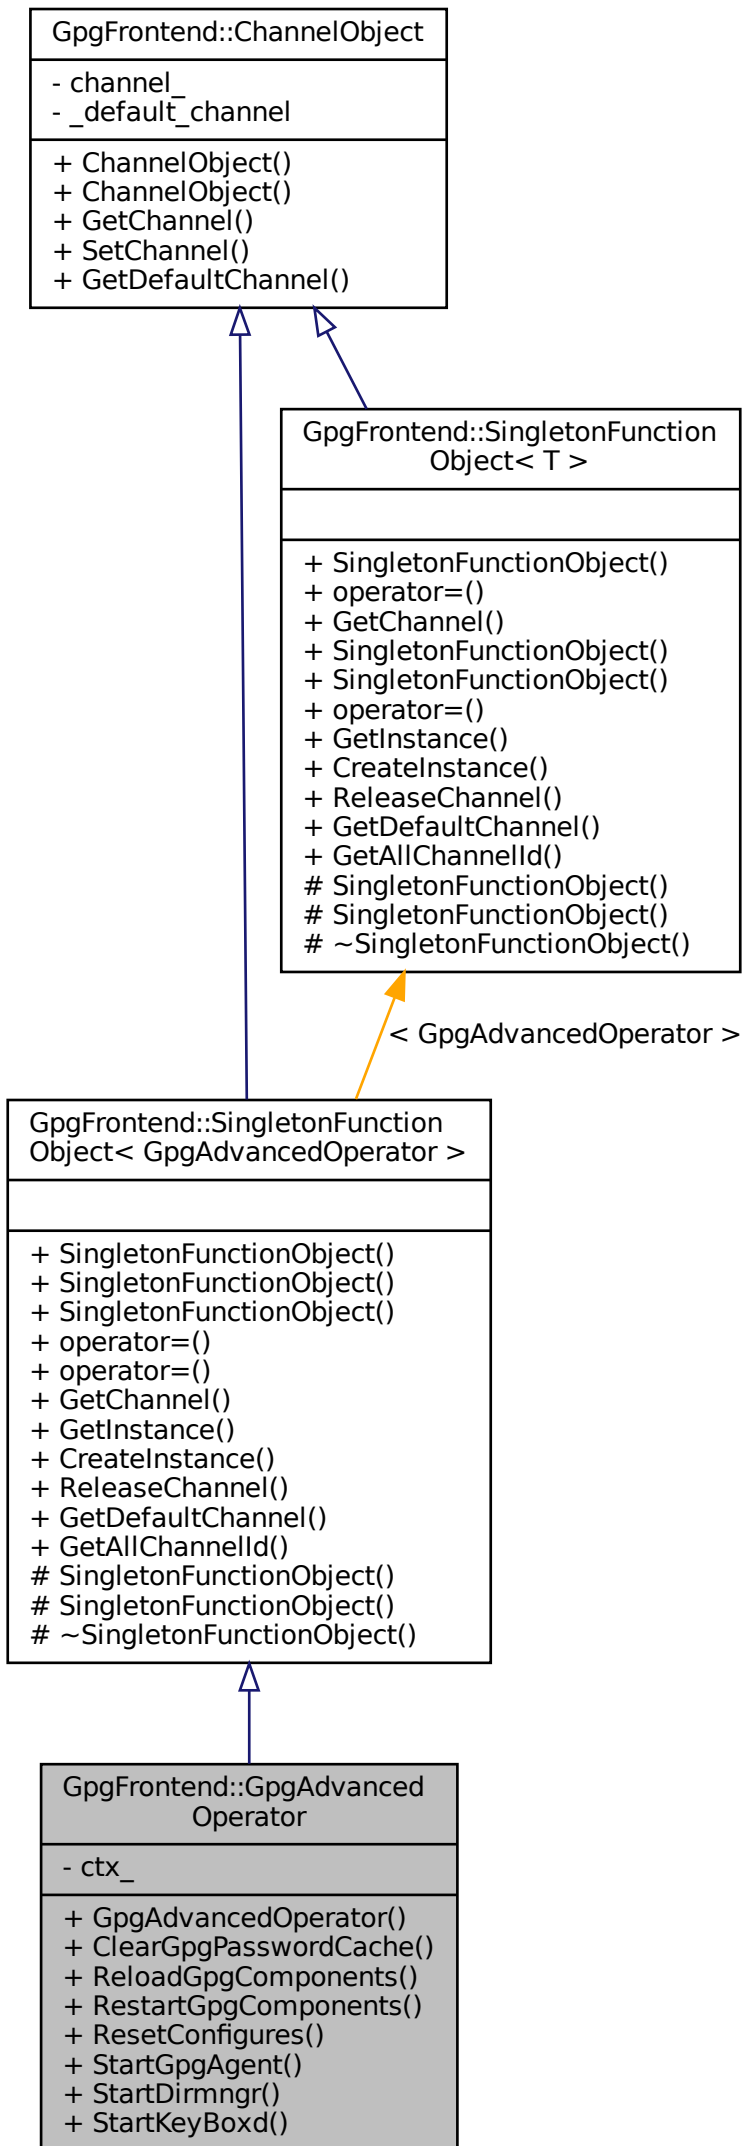 GpgFrontend::ChannelObject
- channel_
- _default_channel
+ ChannelObject()
+ ChannelObject()
+ GetChannel()
+ SetChannel()
+ GetDefaultChannel()
GpgFrontend::SingletonFunction
Object< T >
+ SingletonFunctionObject()
+ operator=()
+ GetChannel()
+ SingletonFunctionObject()
+ SingletonFunctionObject()
+ operator=()
+ GetInstance()
+ CreateInstance()
+ ReleaseChannel()
+ GetDefaultChannel()
+ GetAllChannelId()
# SingletonFunctionObject()
# SingletonFunctionObject()
# ~SingletonFunctionObject()
< GpgAdvancedOperator >
GpgFrontend::SingletonFunction
Object< GpgAdvancedOperator >
+ SingletonFunctionObject()
+ SingletonFunctionObject()
+ SingletonFunctionObject()
+ operator=()
+ operator=()
+ GetChannel()
+ GetInstance()
+ CreateInstance()
+ ReleaseChannel()
+ GetDefaultChannel()
+ GetAllChannelId()
# SingletonFunctionObject()
# SingletonFunctionObject()
# ~SingletonFunctionObject()
GpgFrontend::GpgAdvanced
Operator
- ctx_
+ GpgAdvancedOperator()
+ ClearGpgPasswordCache()
+ ReloadGpgComponents()
+ RestartGpgComponents()
+ ResetConfigures()
+ StartGpgAgent()
+ StartDirmngr()
+ StartKeyBoxd()